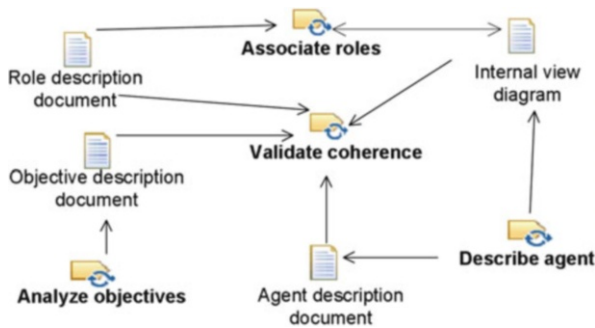 Associate roles
Role description
document
Internal view
diagram
Validate coherence
Objective description
document
Describe agent
Analyze objectives
Agent description
document